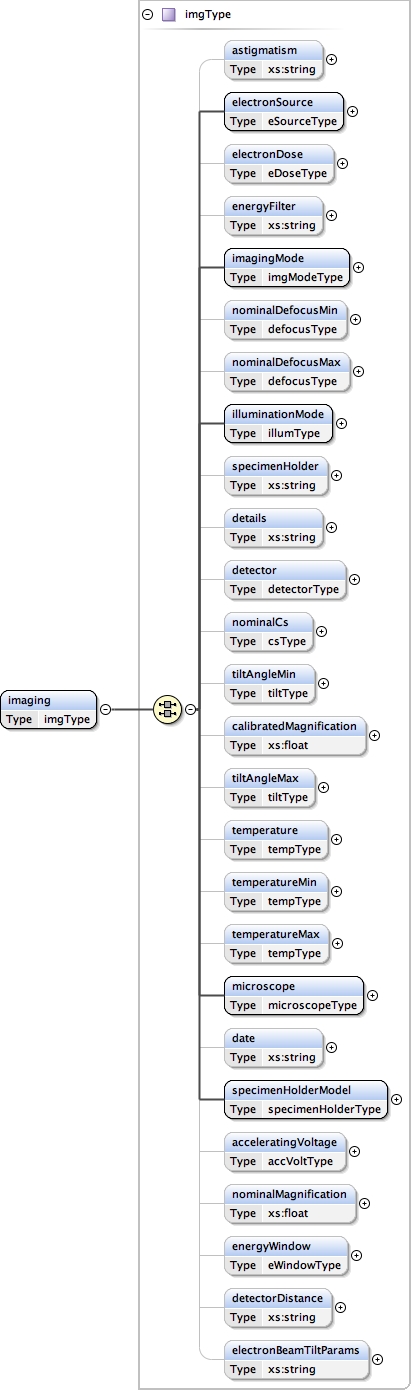 imgType
astigmatism
Type xs:string
electronSource
Type eSourceType
electronDose
Type eDoseType
energyFilter
Type xs:string
imagingMode
Type imgModeType
nominalDefocusMin
Type defocusType
nominalDefocusMax
Type defocusType
illuminationMode
Type illumType
specimenHolder
Type xs:string
details
Type xs:string
detector
Type detectorType
nominalCs
Type csType
tiltAngleMin
Type tiltType
imaging
Type imgType
calibratedMagnification
Type xs:float
tiltAngleMax
Type tiltType
temperature
Type tempType
temperatureMin
Type tempType
temperatureMax
Type tempType
microscope
Type microscopeType
date
Type xs:string
specimenHolderModel
Type specimenHolderType
acceleratingVoltage
Type accVoltType
nominalMagnification
Type xs:float
energyWindow
Type eWindowType
detectorDistance
Type xs:string
electronBeamTiltParams
Type xs:string